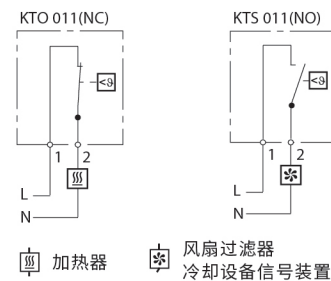 KTO 011(NC)
KTS 011(NO)
<ϑ
<ϑ
1 2
1 2
L
L
N
N
加热器
风扇过滤器
冷却设备信号装置